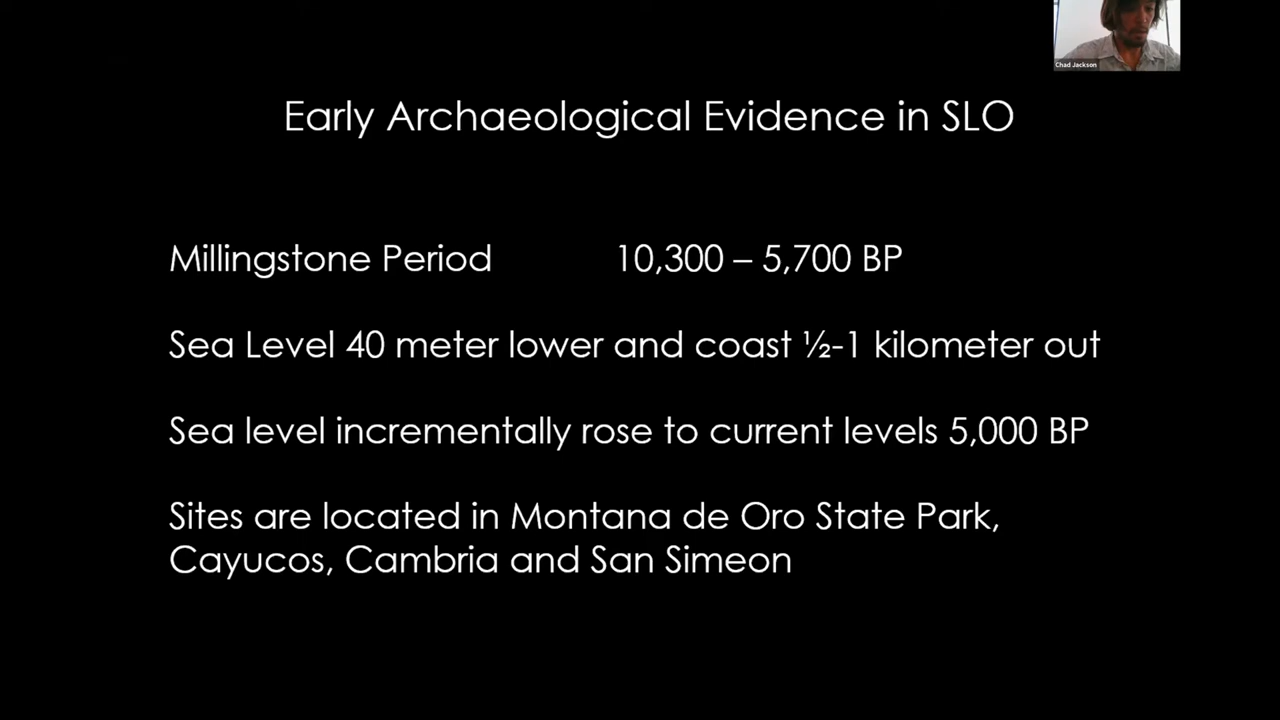 Chad Jackson
Early Archaeological Evidence in SLO
Millingstone Period 10,300 – 5,700 BP
Sea Level 40 meter lower and coast ½-1 kilometer out
Sea level incrementally rose to current levels 5,000 BP
Sites are located in Montana de Oro State Park,
Cayucos, Cambria and San Simeon